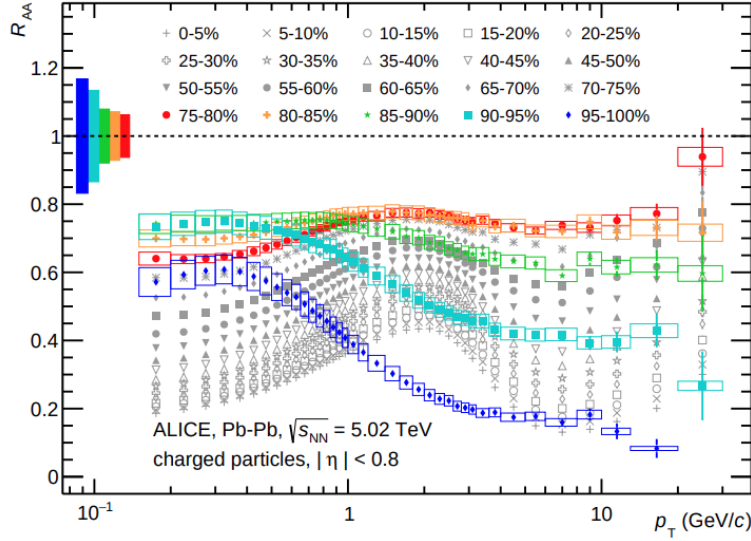 R_AA
1.2
1
0.8
0.6
0.4
0.2
0
0-5% 5-10% 10-15% 15-20% 20-25%
25-30% 30-35% 35-40% 40-45% 45-50%
50-55% 55-60% 60-65% 65-70% 70-75%
75-80% 80-85% 85-90% 90-95% 95-100%
ALICE, Pb-Pb, √s_NN = 5.02 TeV
charged particles, | η | < 0.8
10⁻¹ 1 10 p_T (GeV/c)